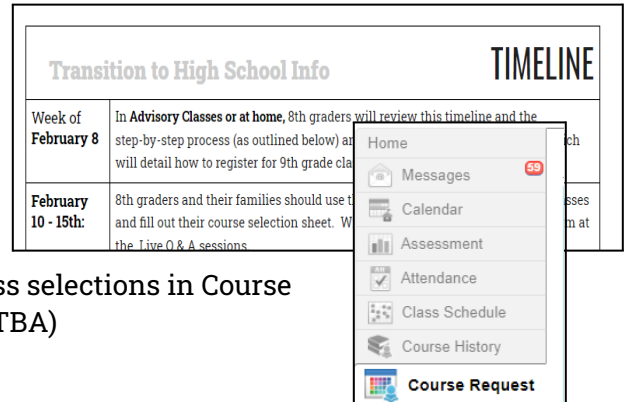 Transition to High School Info
TIMELINE
Week of
February 8
In Advisory Classes or at home, 8th graders will review this timeline and the
step-by-step process (as outlined below) ch
will detail how to register for 9th grade
February
10 - 15th:
8th graders and their families should use sses
and fill out their course selection sheet. m at
the Live Q & A sessions.
Home
Messages
59
Calendar
Assessment
Attendance
Class Schedule
Course History
Course Request
ss selections in Course
TBA)